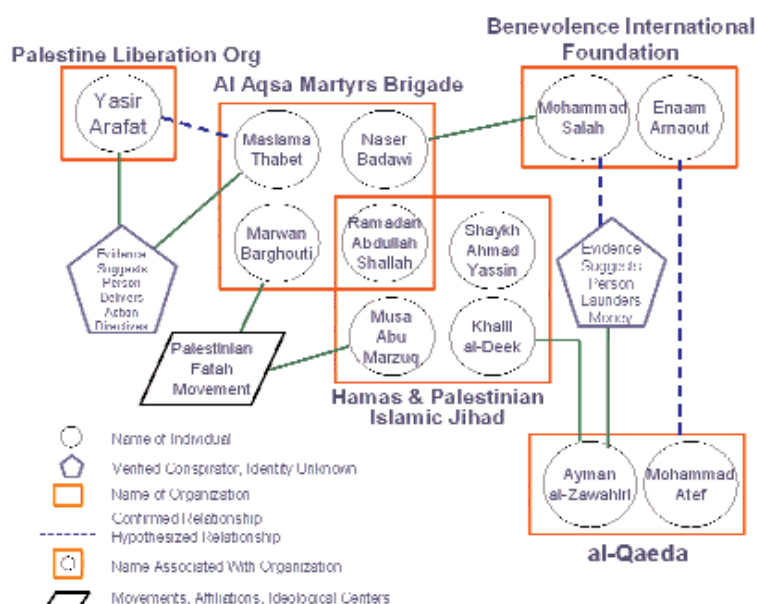 Benevolence International
Foundation
Palestine Liberation Org
Al Aqsa Martyrs Brigade
Yasir
Arafat
Maslama
Thabet
Naser
Badawi
Mohammad
Salah
Enaam
Arnaout
Marwan
Barghouti
Ramadan
Abdullah
Shallah
Shaykh
Ahmad
Yassin
Evidence
Suggests
Person
Delivers
Action
Directives
Evidence
Suggests
Person
Launders
Money
Musa
Abu
Marzuq
Khalil
al-Deek
Palestinian
Fatah
Movement
Hamas & Palestinian
Islamic Jihad
Name of Individual
Verified Conspirator, Identity Unknown
Name of Organization
Confirmed Relationship
Hypothesized Relationship
Name Associated With Organization
Movements, Affiliations, Ideological Centers
Ayman
al-Zawahiri
Mohammad
Atef
al-Qaeda